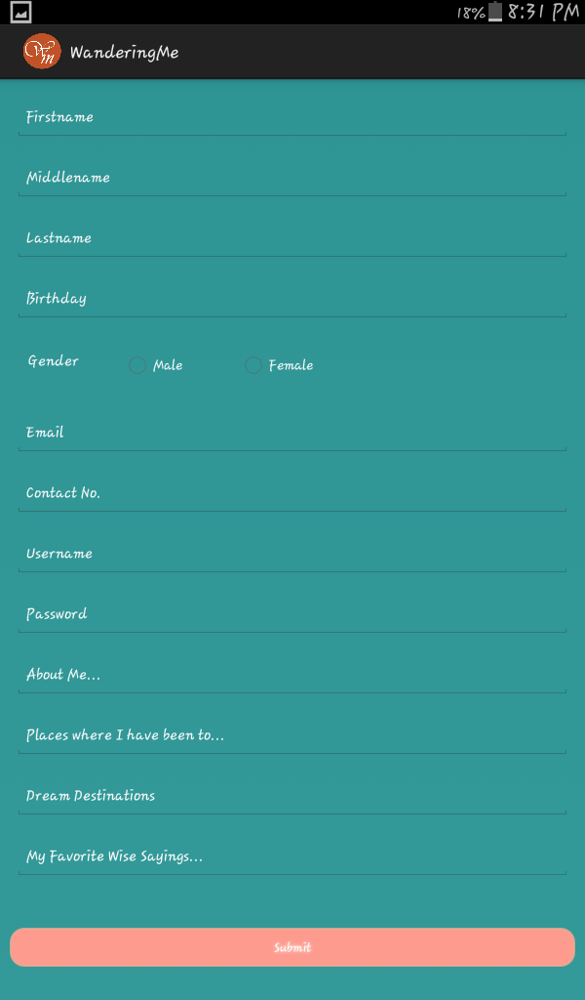 18% 8:31 PM
Wm WanderingMe
Firstname
Middlename
Lastname
Birthday
Gender Male Female
Email
Contact No.
Username
Password
About Me...
Places where I have been to...
Dream Destinations
My Favorite Wise Sayings...
Submit